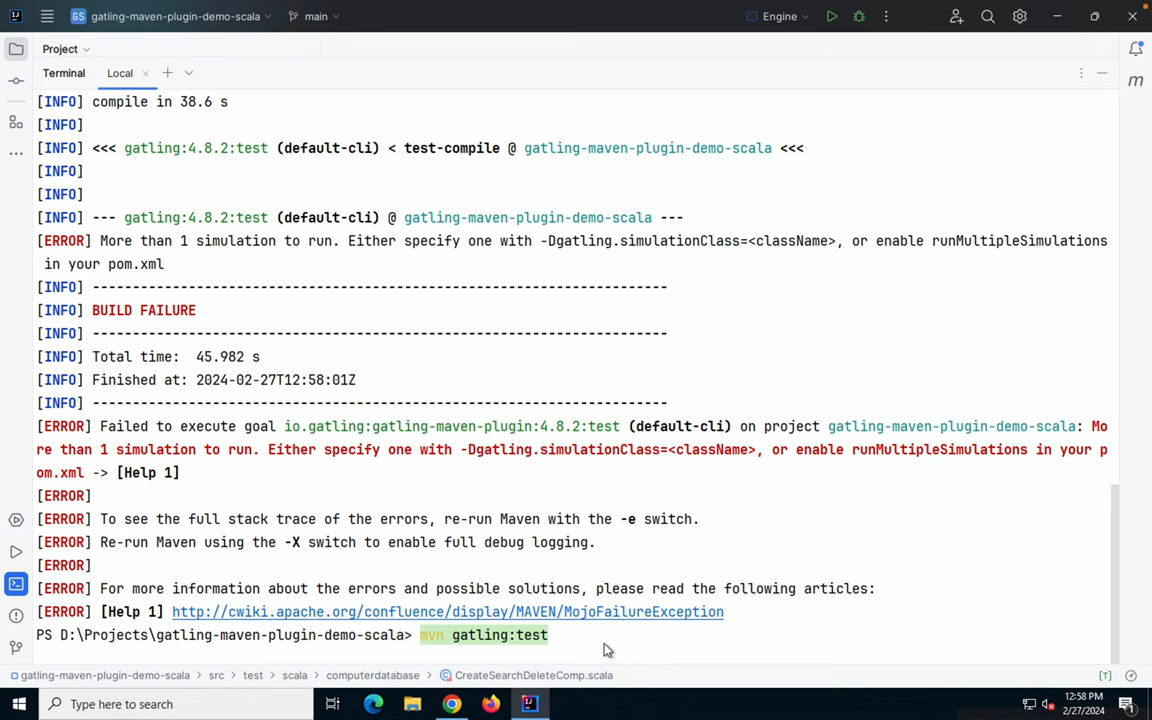 GS gatling-maven-plugin-demo-scala main Engine
Project
Terminal Local
[INFO] compile in 38.6 s
[INFO]
[INFO] <<< gatling:4.8.2:test (default-cli) < test-compile @ gatling-maven-plugin-demo-scala <<<
[INFO]
[INFO]
[INFO] --- gatling:4.8.2:test (default-cli) @ gatling-maven-plugin-demo-scala ---
[ERROR] More than 1 simulation to run. Either specify one with -Dgatling.simulationClass=<className>, or enable runMultipleSimulations
in your pom.xml
[INFO] ------------------------------------------------------------------------
[INFO] BUILD FAILURE
[INFO] ------------------------------------------------------------------------
[INFO] Total time:  45.982 s
[INFO] Finished at: 2024-02-27T12:58:01Z
[INFO] ------------------------------------------------------------------------
[ERROR] Failed to execute goal io.gatling:gatling-maven-plugin:4.8.2:test (default-cli) on project gatling-maven-plugin-demo-scala: Mo
re than 1 simulation to run. Either specify one with -Dgatling.simulationClass=<className>, or enable runMultipleSimulations in your p
om.xml -> [Help 1]
[ERROR]
[ERROR] To see the full stack trace of the errors, re-run Maven with the -e switch.
[ERROR] Re-run Maven using the -X switch to enable full debug logging.
[ERROR]
[ERROR] For more information about the errors and possible solutions, please read the following articles:
[ERROR] [Help 1] http://cwiki.apache.org/confluence/display/MAVEN/MojoFailureException
PS D:\Projects\gatling-maven-plugin-demo-scala> mvn gatling:test
gatling-maven-plugin-demo-scala > src > test > scala > computerdatabase > CreateSearchDeleteComp.scala
Type here to search
12:58 PM
2/27/2024